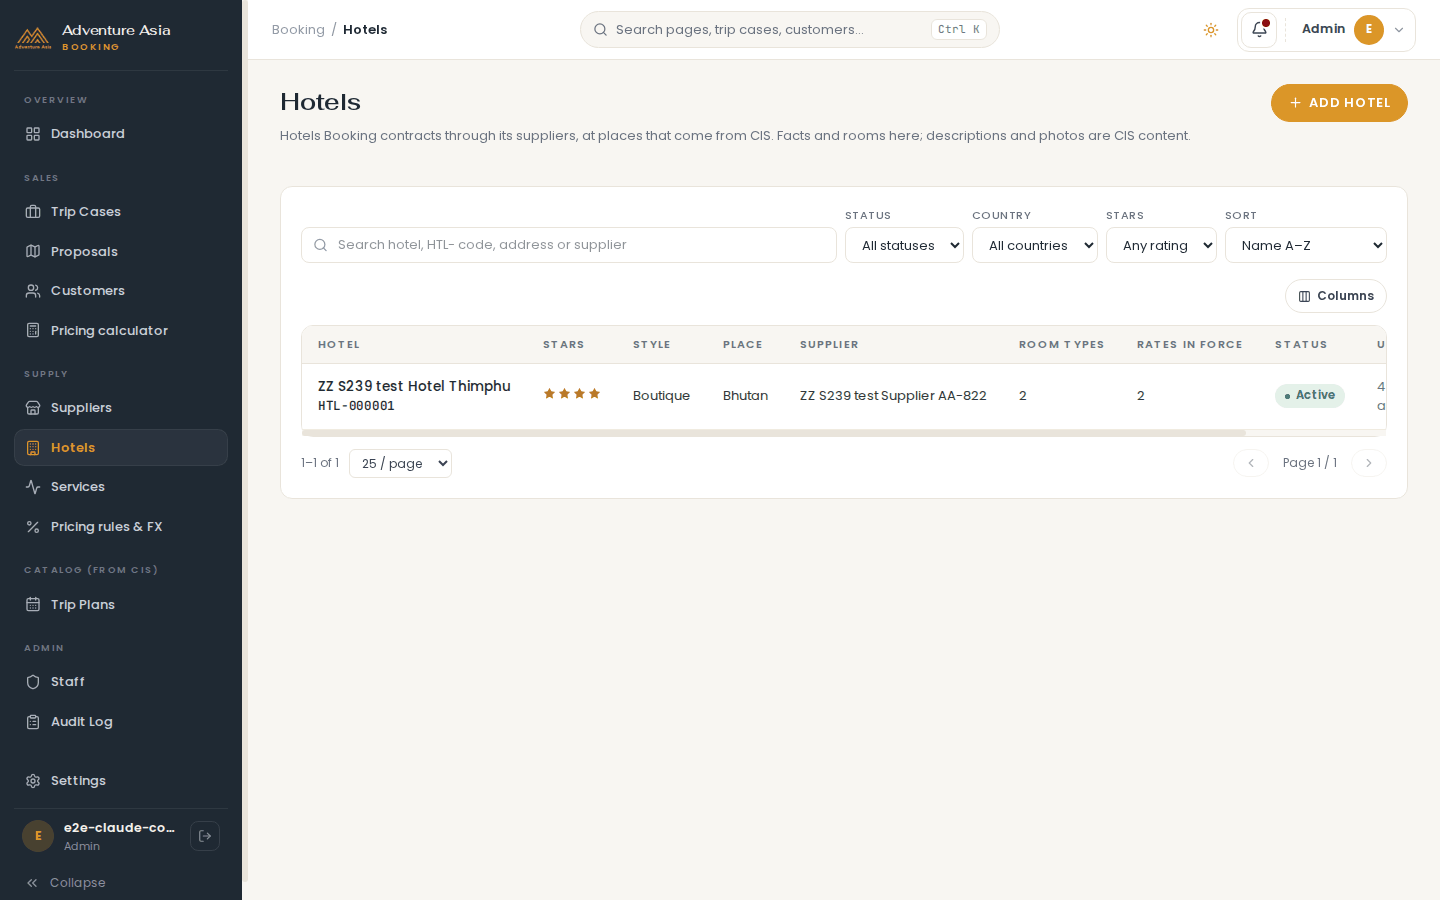 Adventure Asia
BOOKING
Adventure Asia
OVERVIEW
Dashboard
SALES
Trip Cases
Proposals
Customers
Pricing calculator
SUPPLY
Suppliers
Hotels
Services
Pricing rules & FX
CATALOG (FROM CIS)
Trip Plans
ADMIN
Staff
Audit Log
Settings
E
e2e-claude-co...
Admin
Collapse
Booking / Hotels
Search pages, trip cases, customers...
Ctrl K
Admin
E
Hotels
ADD HOTEL
Hotels Booking contracts through its suppliers, at places that come from CIS. Facts and rooms here; descriptions and photos are CIS content.
STATUS COUNTRY STARS SORT
Search hotel, HTL- code, address or supplier
All statuses All countries Any rating Name A–Z
Columns
HOTEL STARS STYLE PLACE SUPPLIER ROOM TYPES RATES IN FORCE STATUS U
ZZ S239 test Hotel Thimphu
HTL-000001
Boutique Bhutan ZZ S239 test Supplier AA-822 2 2 Active
4
a
1–1 of 1 25 / page Page 1 / 1